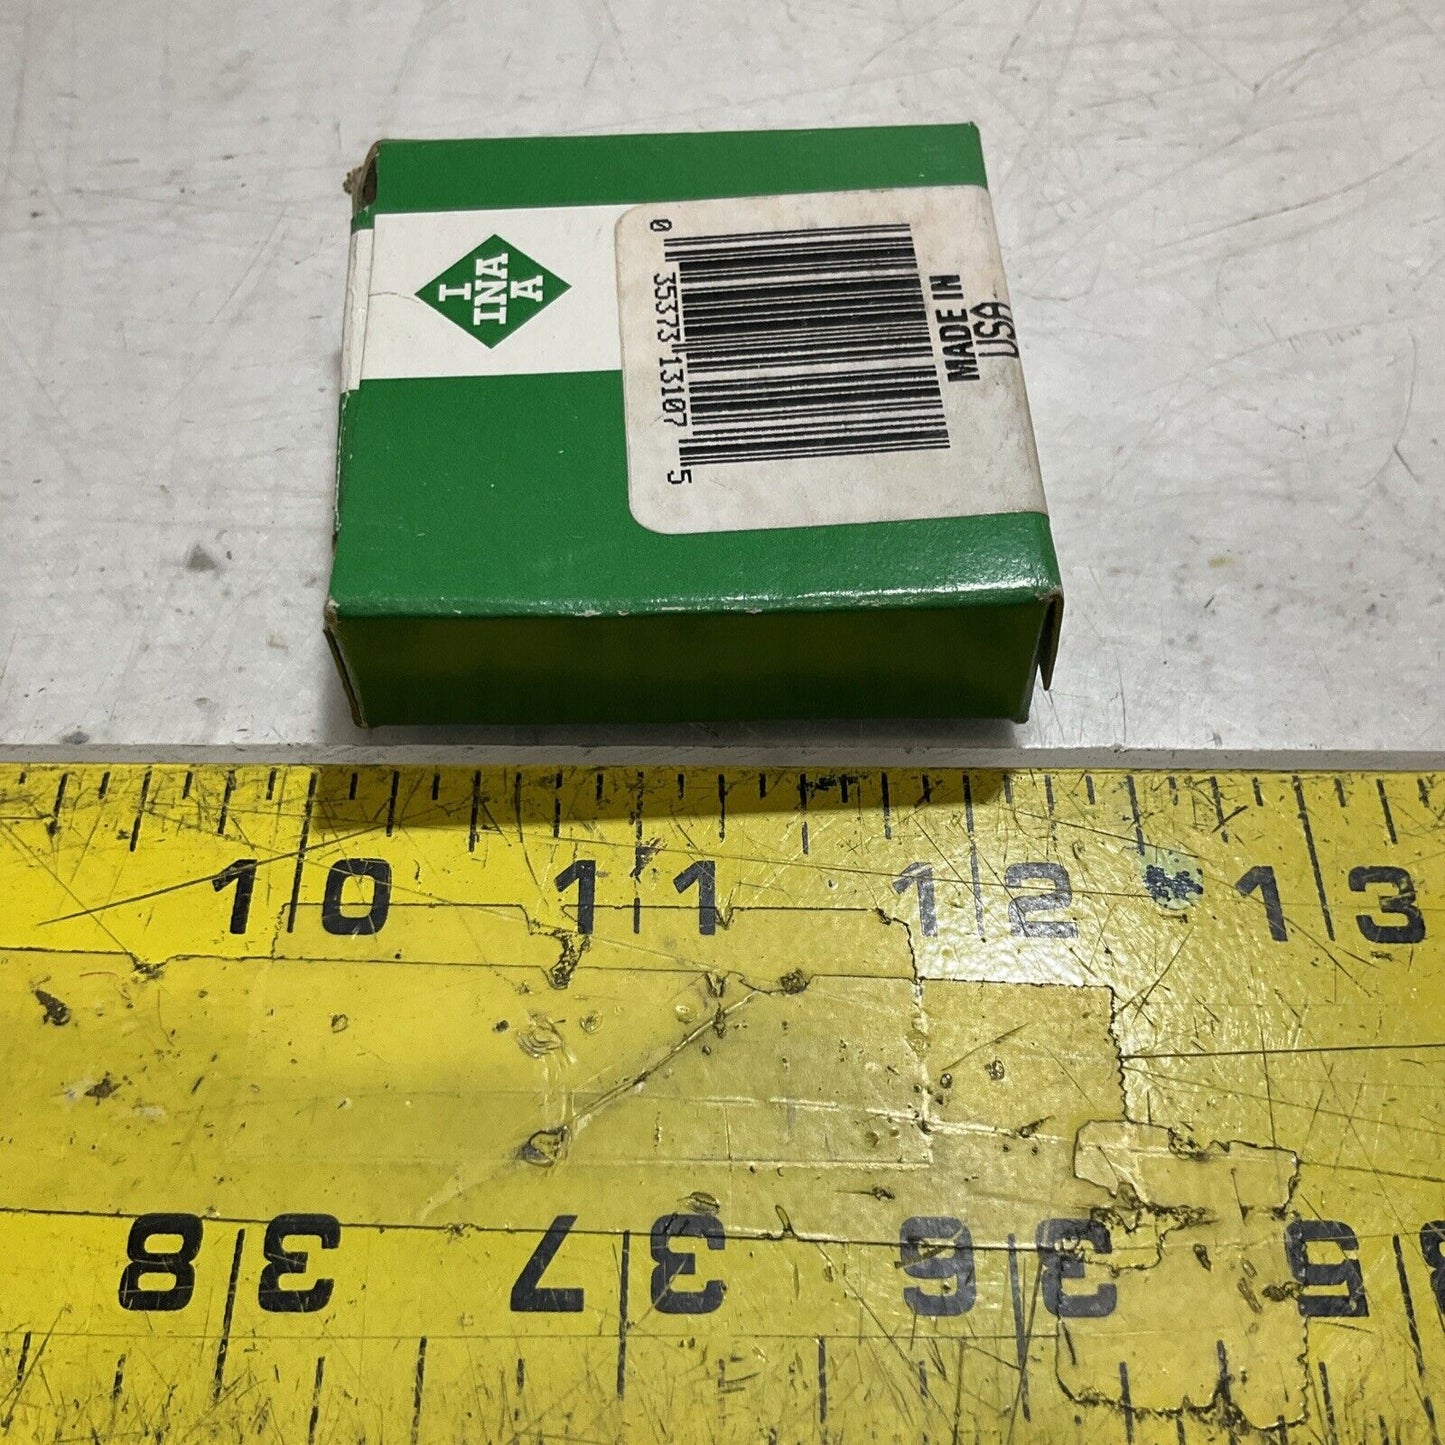 I
INA
A
0 35373 13107 5
MADE IN
USA
10 11 12 13
38 37 36 35